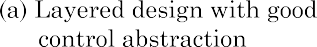 (a) Layered design with good
control abstraction